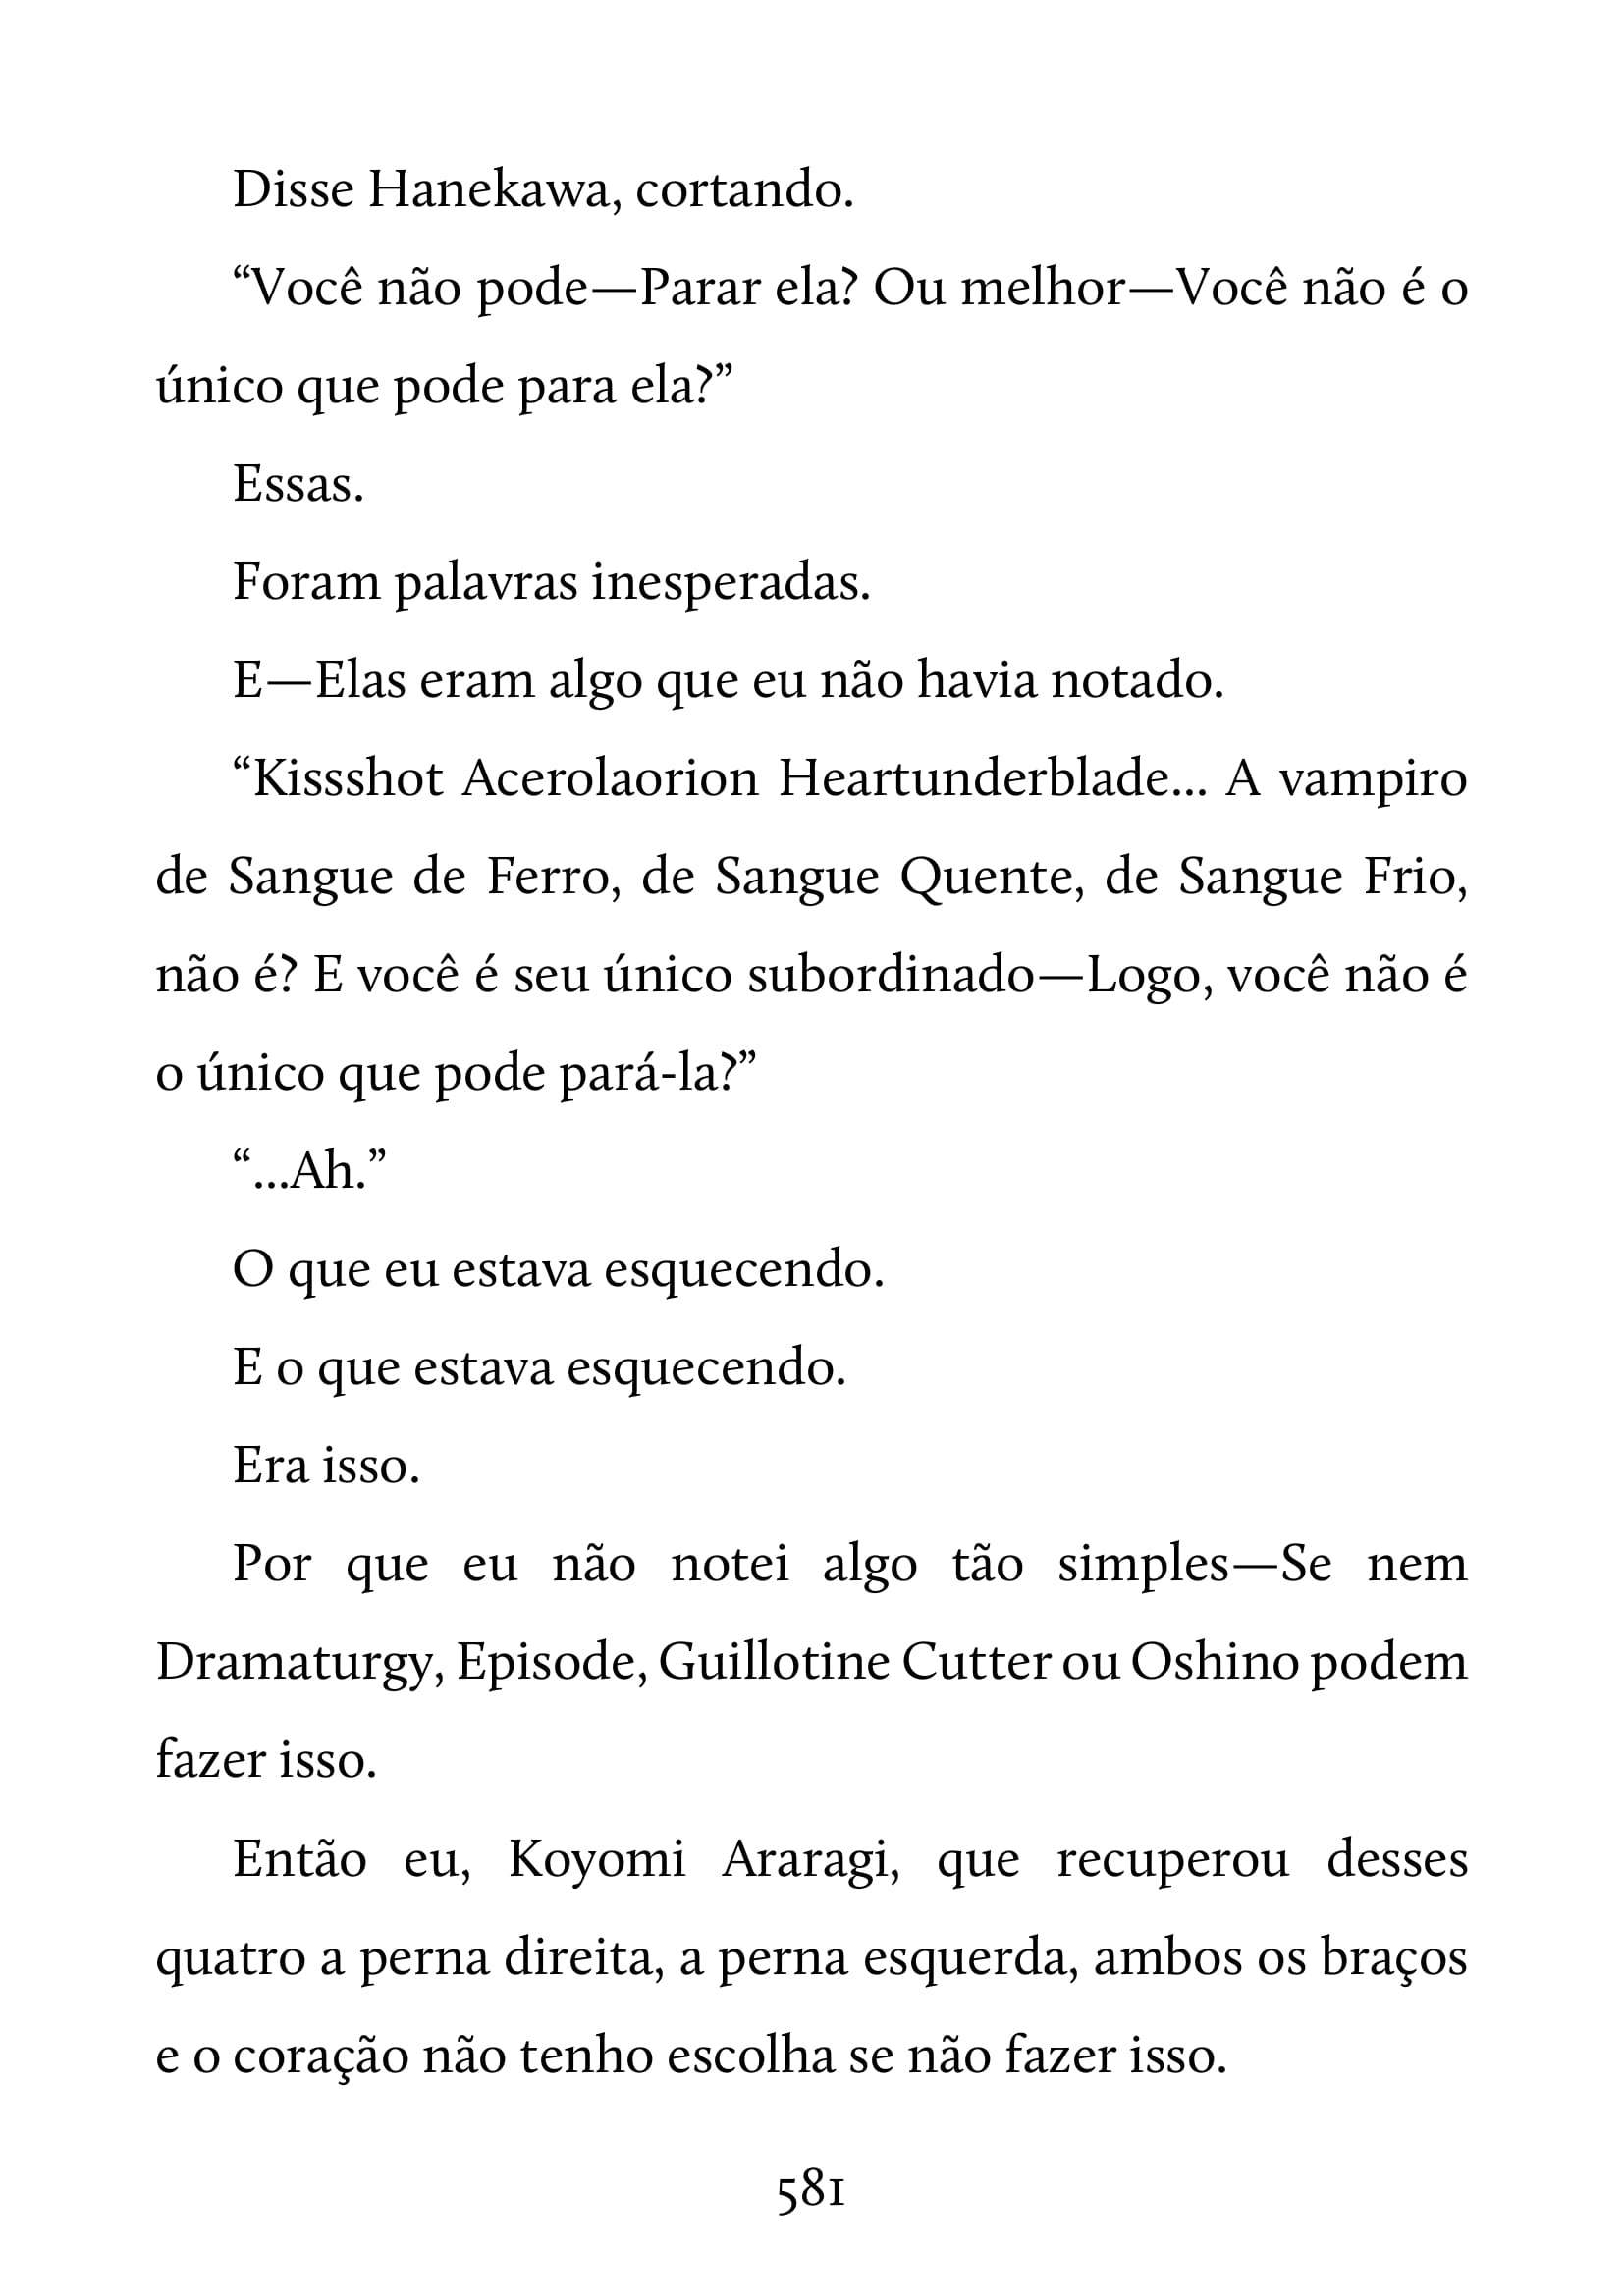 Disse Hanekawa, cortando.
“Você não pode—Parar ela? Ou melhor—Você não é o
único que pode para ela?”
Essas.
Foram palavras inesperadas.
E—Elas eram algo que eu não havia notado.
“Kissshot Acerolaorion Heartunderblade... A vampiro
de Sangue de Ferro, de Sangue Quente, de Sangue Frio,
não é? E você é seu único subordinado—Logo, você não é
o único que pode pará-la?”
“...Ah.”
O que eu estava esquecendo.
E o que estava esquecendo.
Era isso.
Por que eu não notei algo tão simples—Se nem
Dramaturgy, Episode, Guillotine Cutter ou Oshino podem
fazer isso.
Então eu, Koyomi Araragi, que recuperou desses
quatro a perna direita, a perna esquerda, ambos os braços
e o coração não tenho escolha se não fazer isso.
581